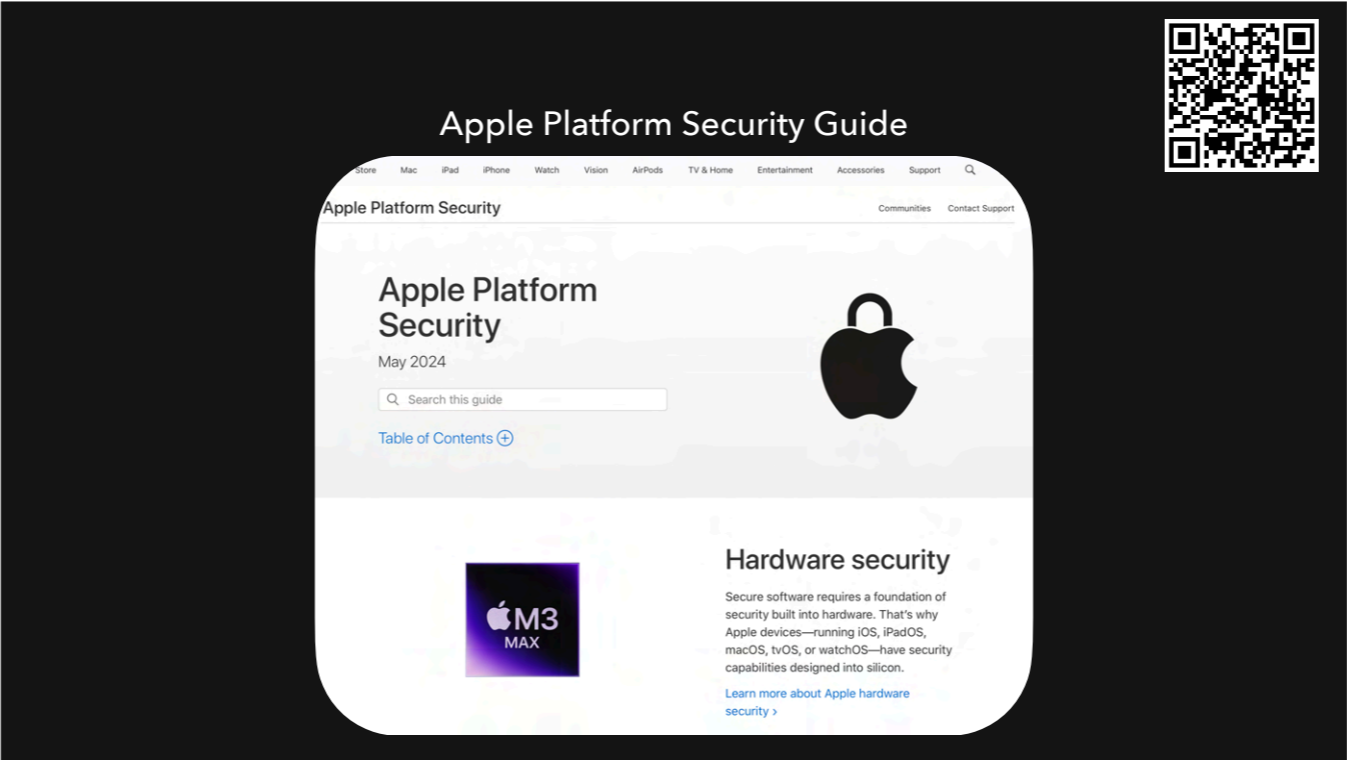 Apple Platform Security Guide
Store Mac iPad iPhone Watch Vision AirPods TV & Home Entertainment Accessories Support
Apple Platform Security
Communities Contact Support
Apple Platform
Security
May 2024
Search this guide
Table of Contents
M3
MAX
Hardware security
Secure software requires a foundation of
security built into hardware. That's why
Apple devices—running iOS, iPadOS,
macOS, tvOS, or watchOS—have security
capabilities designed into silicon.
Learn more about Apple hardware
security ›